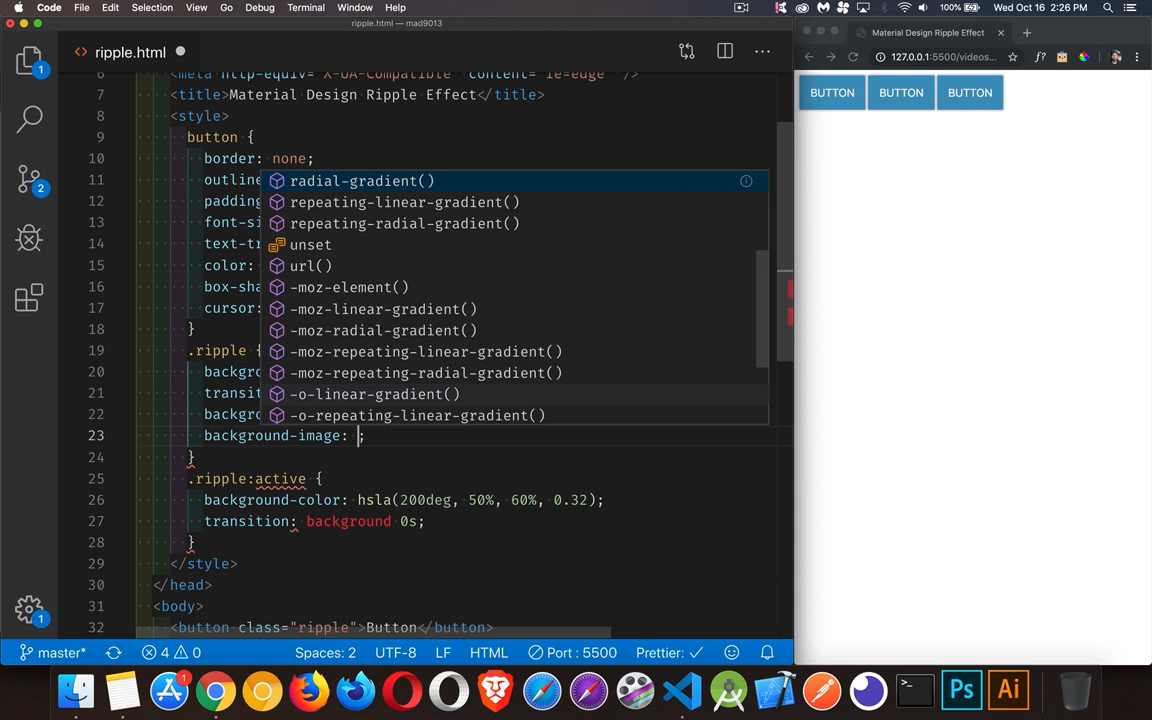 Code File Edit Selection View Go Debug Terminal Window Help 100% Wed Oct 16 2:26 PM
ripple.html — mad9013
ripple.html
Material Design Ripple Effect
127.0.0.1:5500/videos...
BUTTON BUTTON BUTTON
6 <meta http-equiv="X-UA-Compatible" content="ie=edge" />
7 <title>Material Design Ripple Effect</title>
8 <style>
9 button {
10 border: none;
11 outline
12 padding
13 font-si
14 text-tr
15 color:
16 box-sha
17 cursor:
18 }
19 .ripple {
20 backgro
21 transit
22 backgro
23 background-image: ;
24 }
25 .ripple:active {
26 background-color: hsla(200deg, 50%, 60%, 0.32);
27 transition: background 0s;
28 }
29 </style>
30 </head>
31 <body>
32 <button class="ripple">Button</button>
radial-gradient()
repeating-linear-gradient()
repeating-radial-gradient()
unset
url()
-moz-element()
-moz-linear-gradient()
-moz-radial-gradient()
-moz-repeating-linear-gradient()
-moz-repeating-radial-gradient()
-o-linear-gradient()
-o-repeating-linear-gradient()
1
2
1
master* 4 0 Spaces: 2 UTF-8 LF HTML Port : 5500 Prettier: ✓
1
Ps Ai